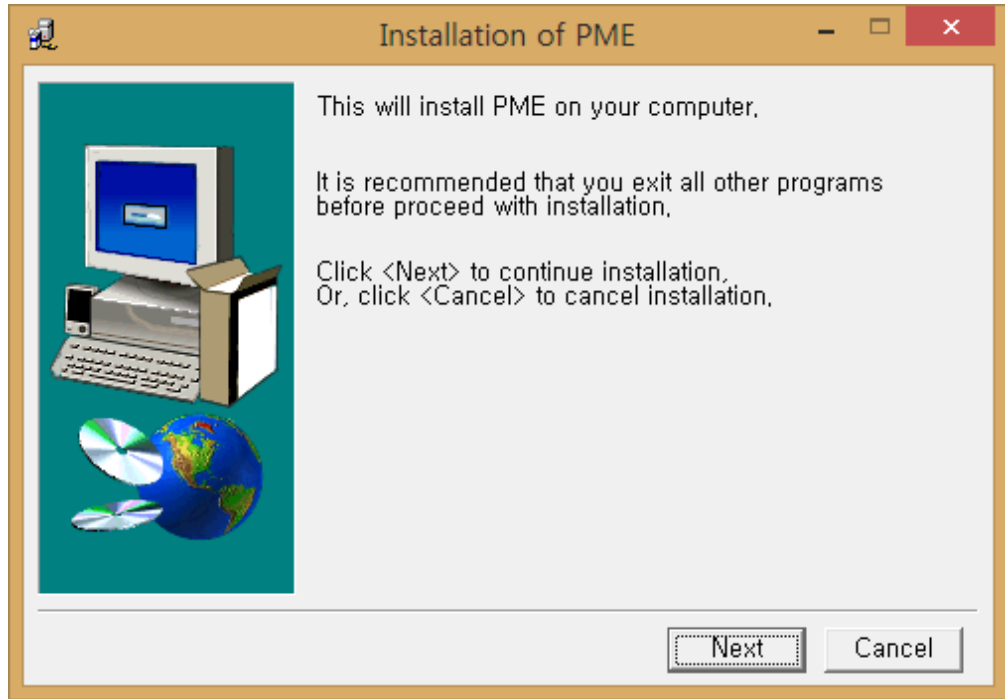 Installation of PME
This will install PME on your computer.
It is recommended that you exit all other programs
before proceed with installation.
Click <Next> to continue installation.
Or, click <Cancel> to cancel installation.
Next
Cancel